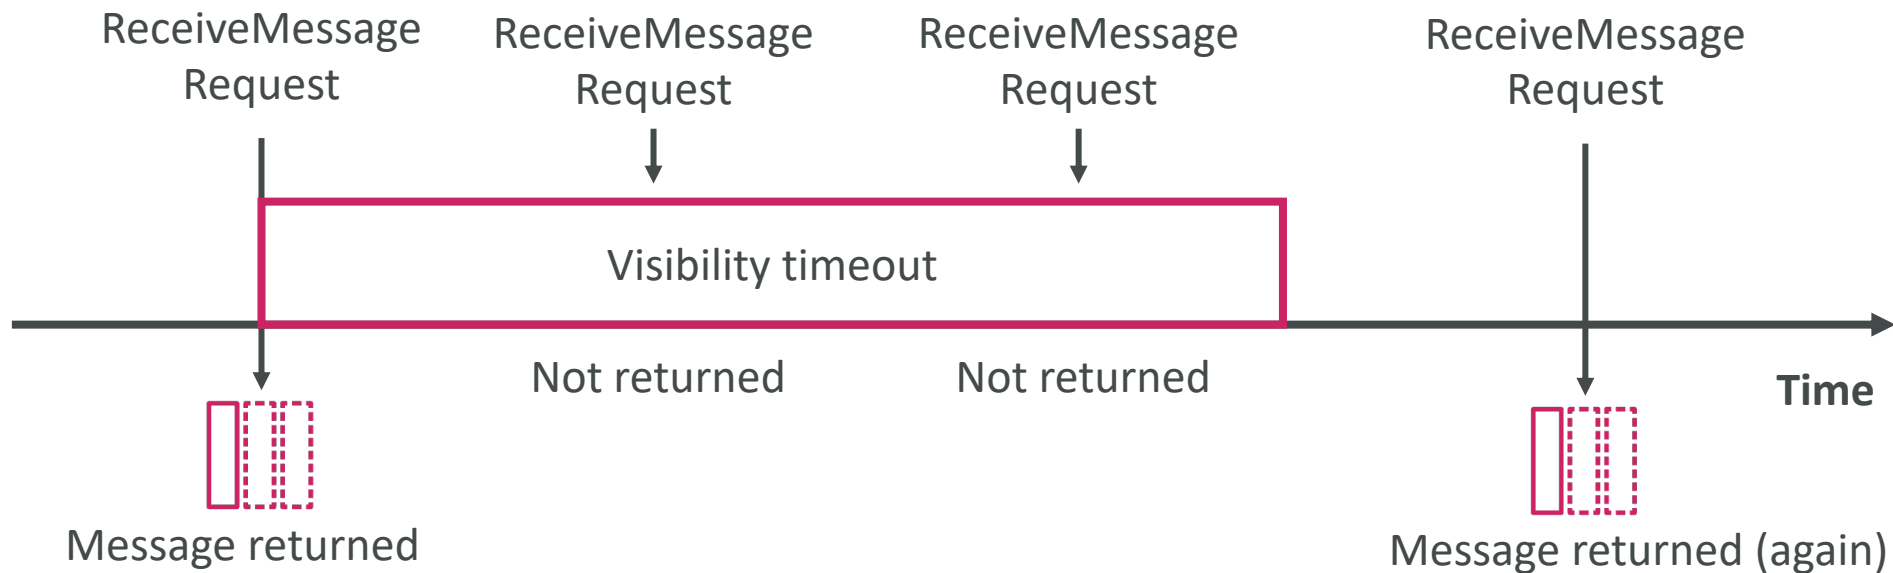 ReceiveMessage
Request
ReceiveMessage
Request
ReceiveMessage
Request
ReceiveMessage
Request
Visibility timeout
Not returned
Not returned
Time
Message returned
Message returned (again)